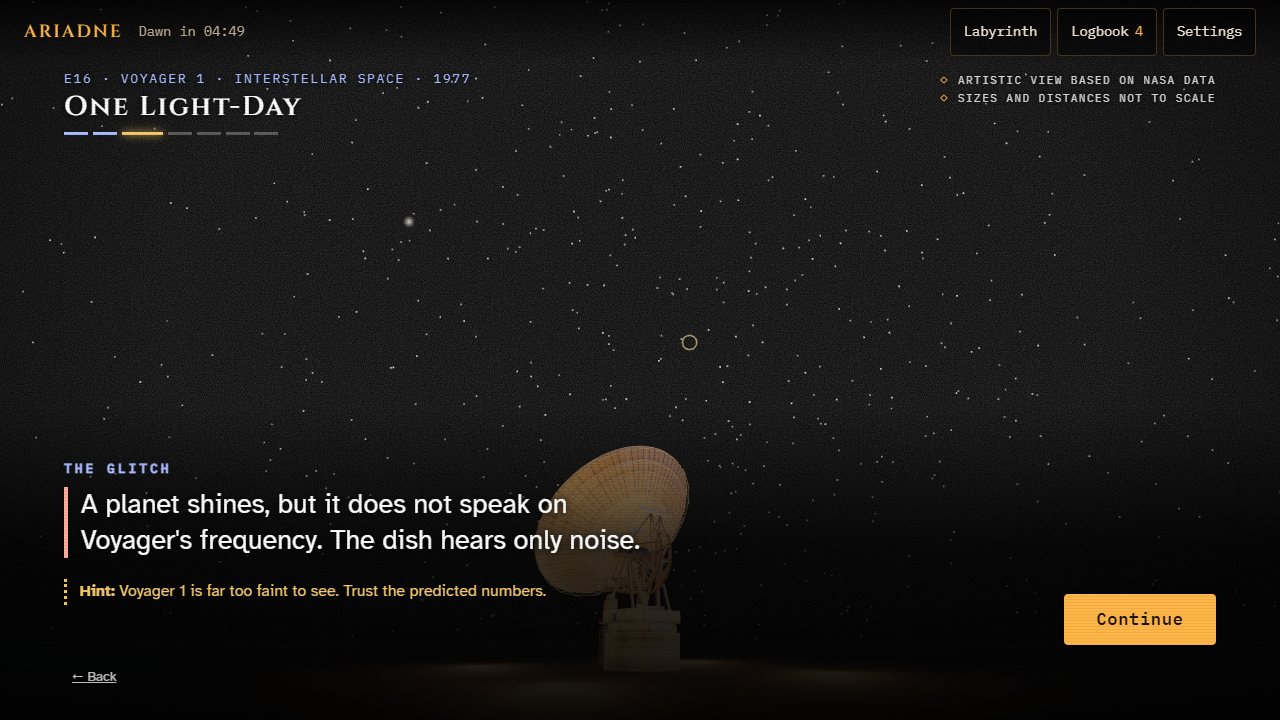 ARIADNE
Dawn in 04:49
Labyrinth
Logbook 4
Settings
E16 · VOYAGER 1 · INTERSTELLAR SPACE · 1977
One Light-Day
◇ ARTISTIC VIEW BASED ON NASA DATA
◇ SIZES AND DISTANCES NOT TO SCALE
THE GLITCH
A planet shines, but it does not speak on
Voyager's frequency. The dish hears only noise.
Hint: Voyager 1 is far too faint to see. Trust the predicted numbers.
Continue
← Back